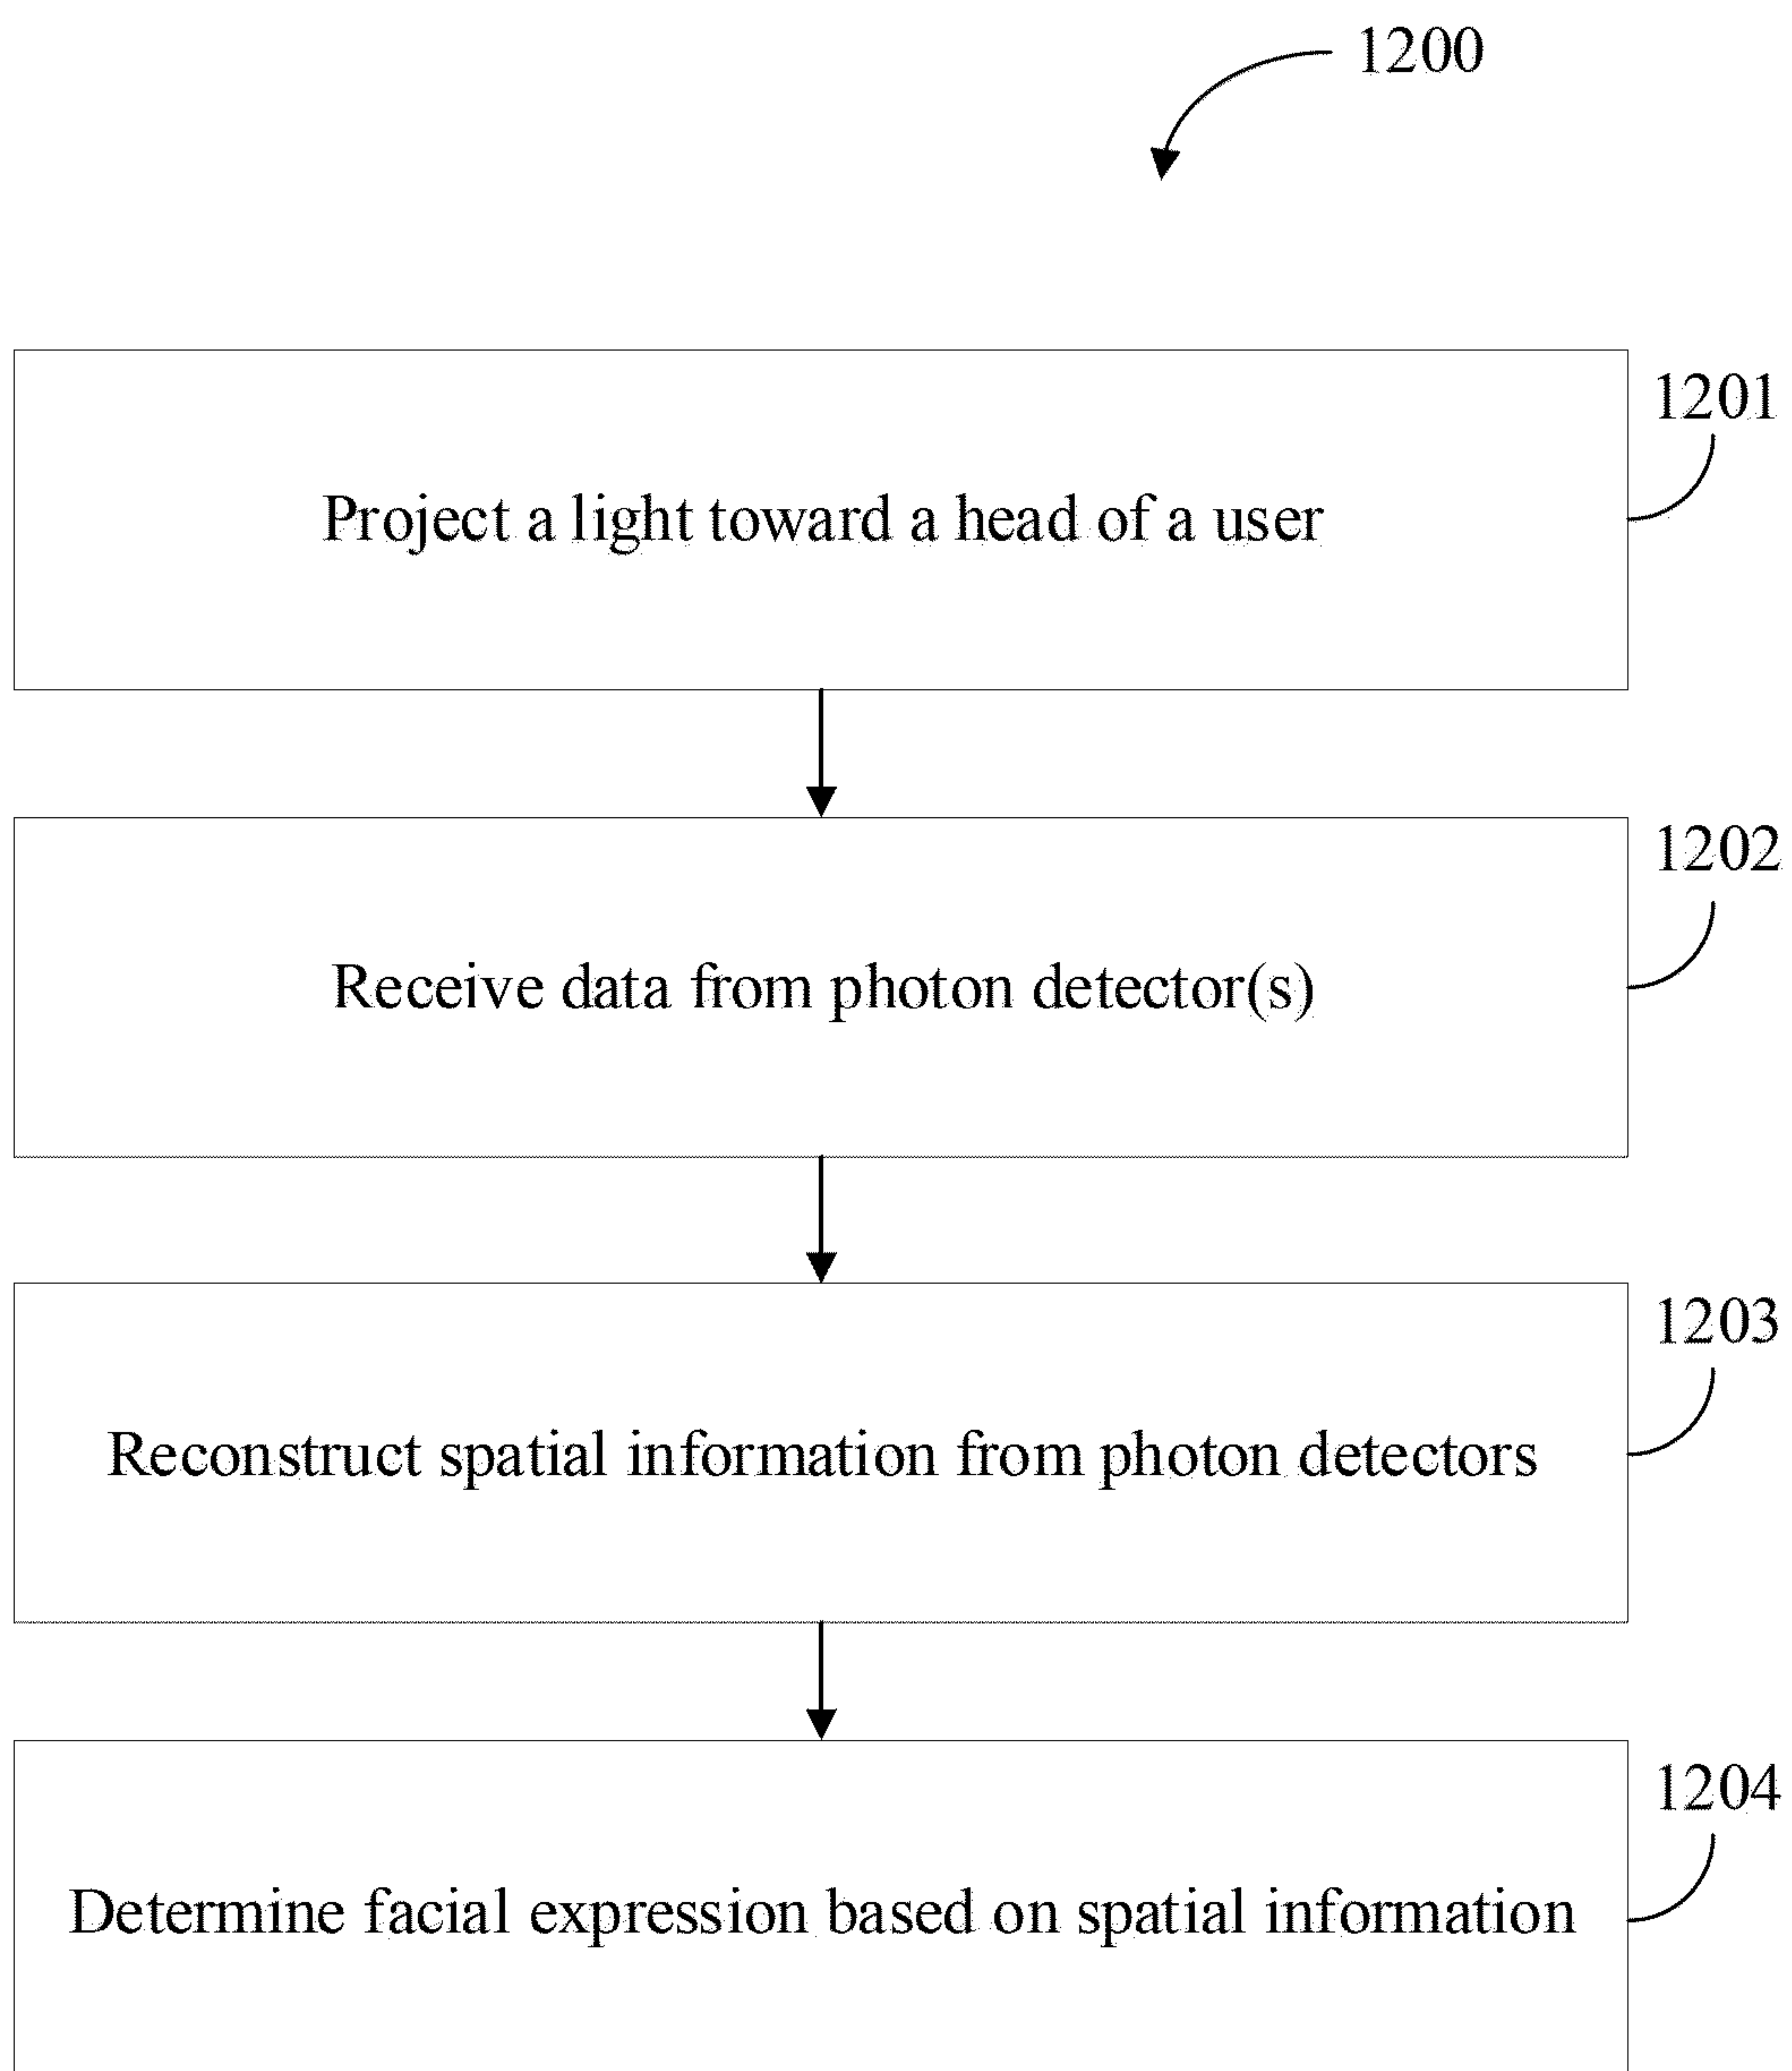 1200
1201
Project a light toward a head of a user
1202
Receive data from photon detector(s)
1203
Reconstruct spatial information from photon detectors
1204
Determine facial expression based on spatial information